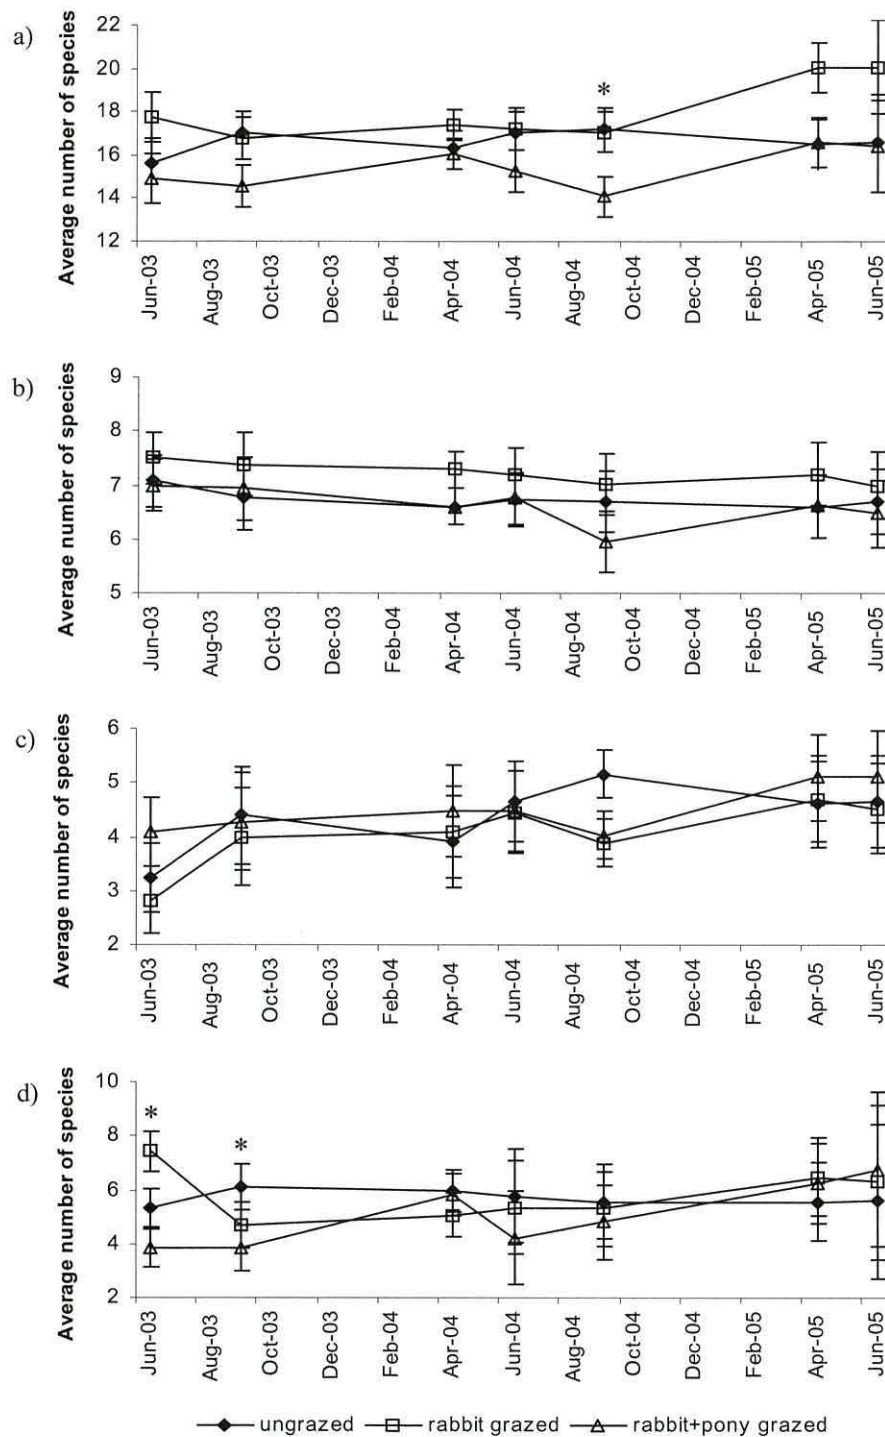 a)
Average number of species
22
20
18
16
14
12
*
Jun-03
Aug-03
Oct-03
Dec-03
Feb-04
Apr-04
Jun-04
Aug-04
Oct-04
Dec-04
Feb-05
Apr-05
Jun-05
b)
Average number of species
9
8
7
6
5
Jun-03
Aug-03
Oct-03
Dec-03
Feb-04
Apr-04
Jun-04
Aug-04
Oct-04
Dec-04
Feb-05
Apr-05
Jun-05
c)
Average number of species
6
5
4
3
2
Jun-03
Aug-03
Oct-03
Dec-03
Feb-04
Apr-04
Jun-04
Aug-04
Oct-04
Dec-04
Feb-05
Apr-05
Jun-05
d)
Average number of species
10
8
6
4
2
*
*
Jun-03
Aug-03
Oct-03
Dec-03
Feb-04
Apr-04
Jun-04
Aug-04
Oct-04
Dec-04
Feb-05
Apr-05
Jun-05
ungrazed rabbit grazed rabbit+pony grazed